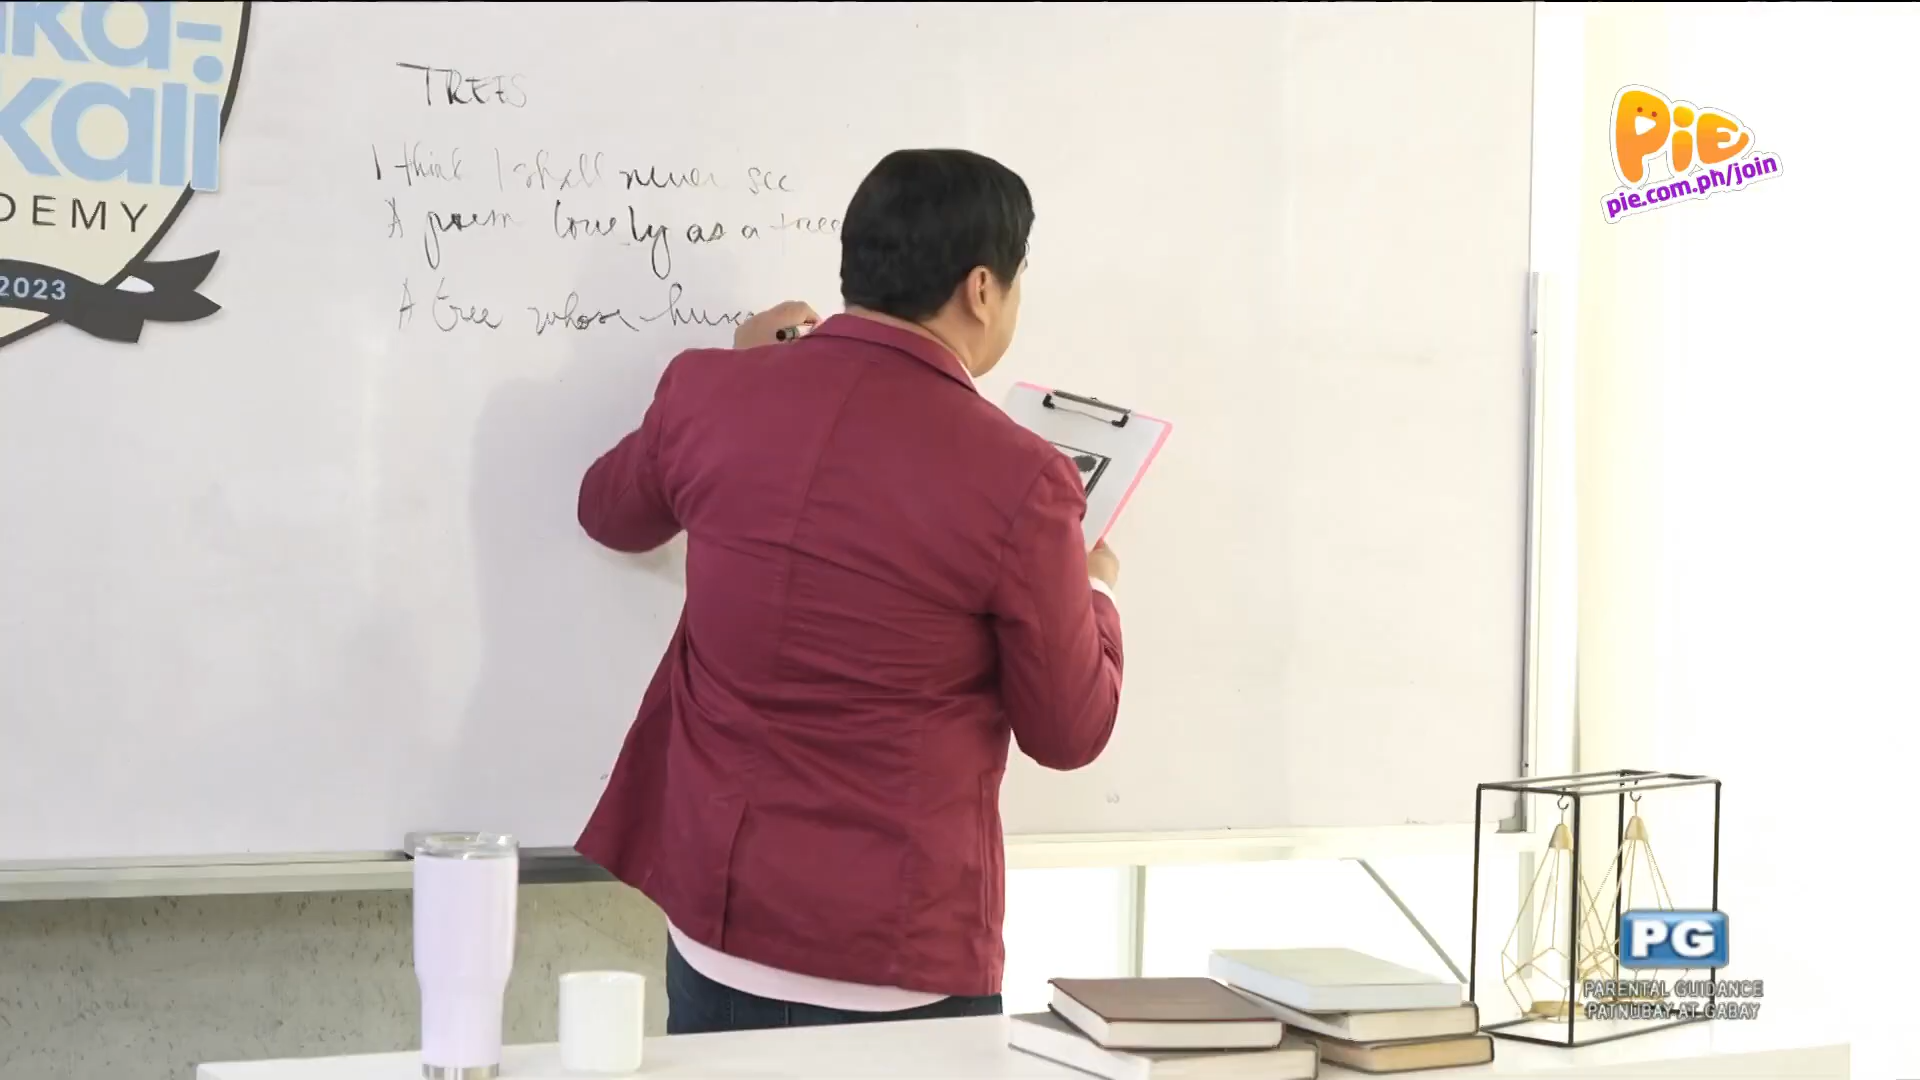 ka-
kali
DEMY
2023
TREES
I think I shall never see
A poem lovely as a tree
A tree whose hung
PiE
pie.com.ph/join
PG
PARENTAL GUIDANCE
PATNUBAY AT GABAY